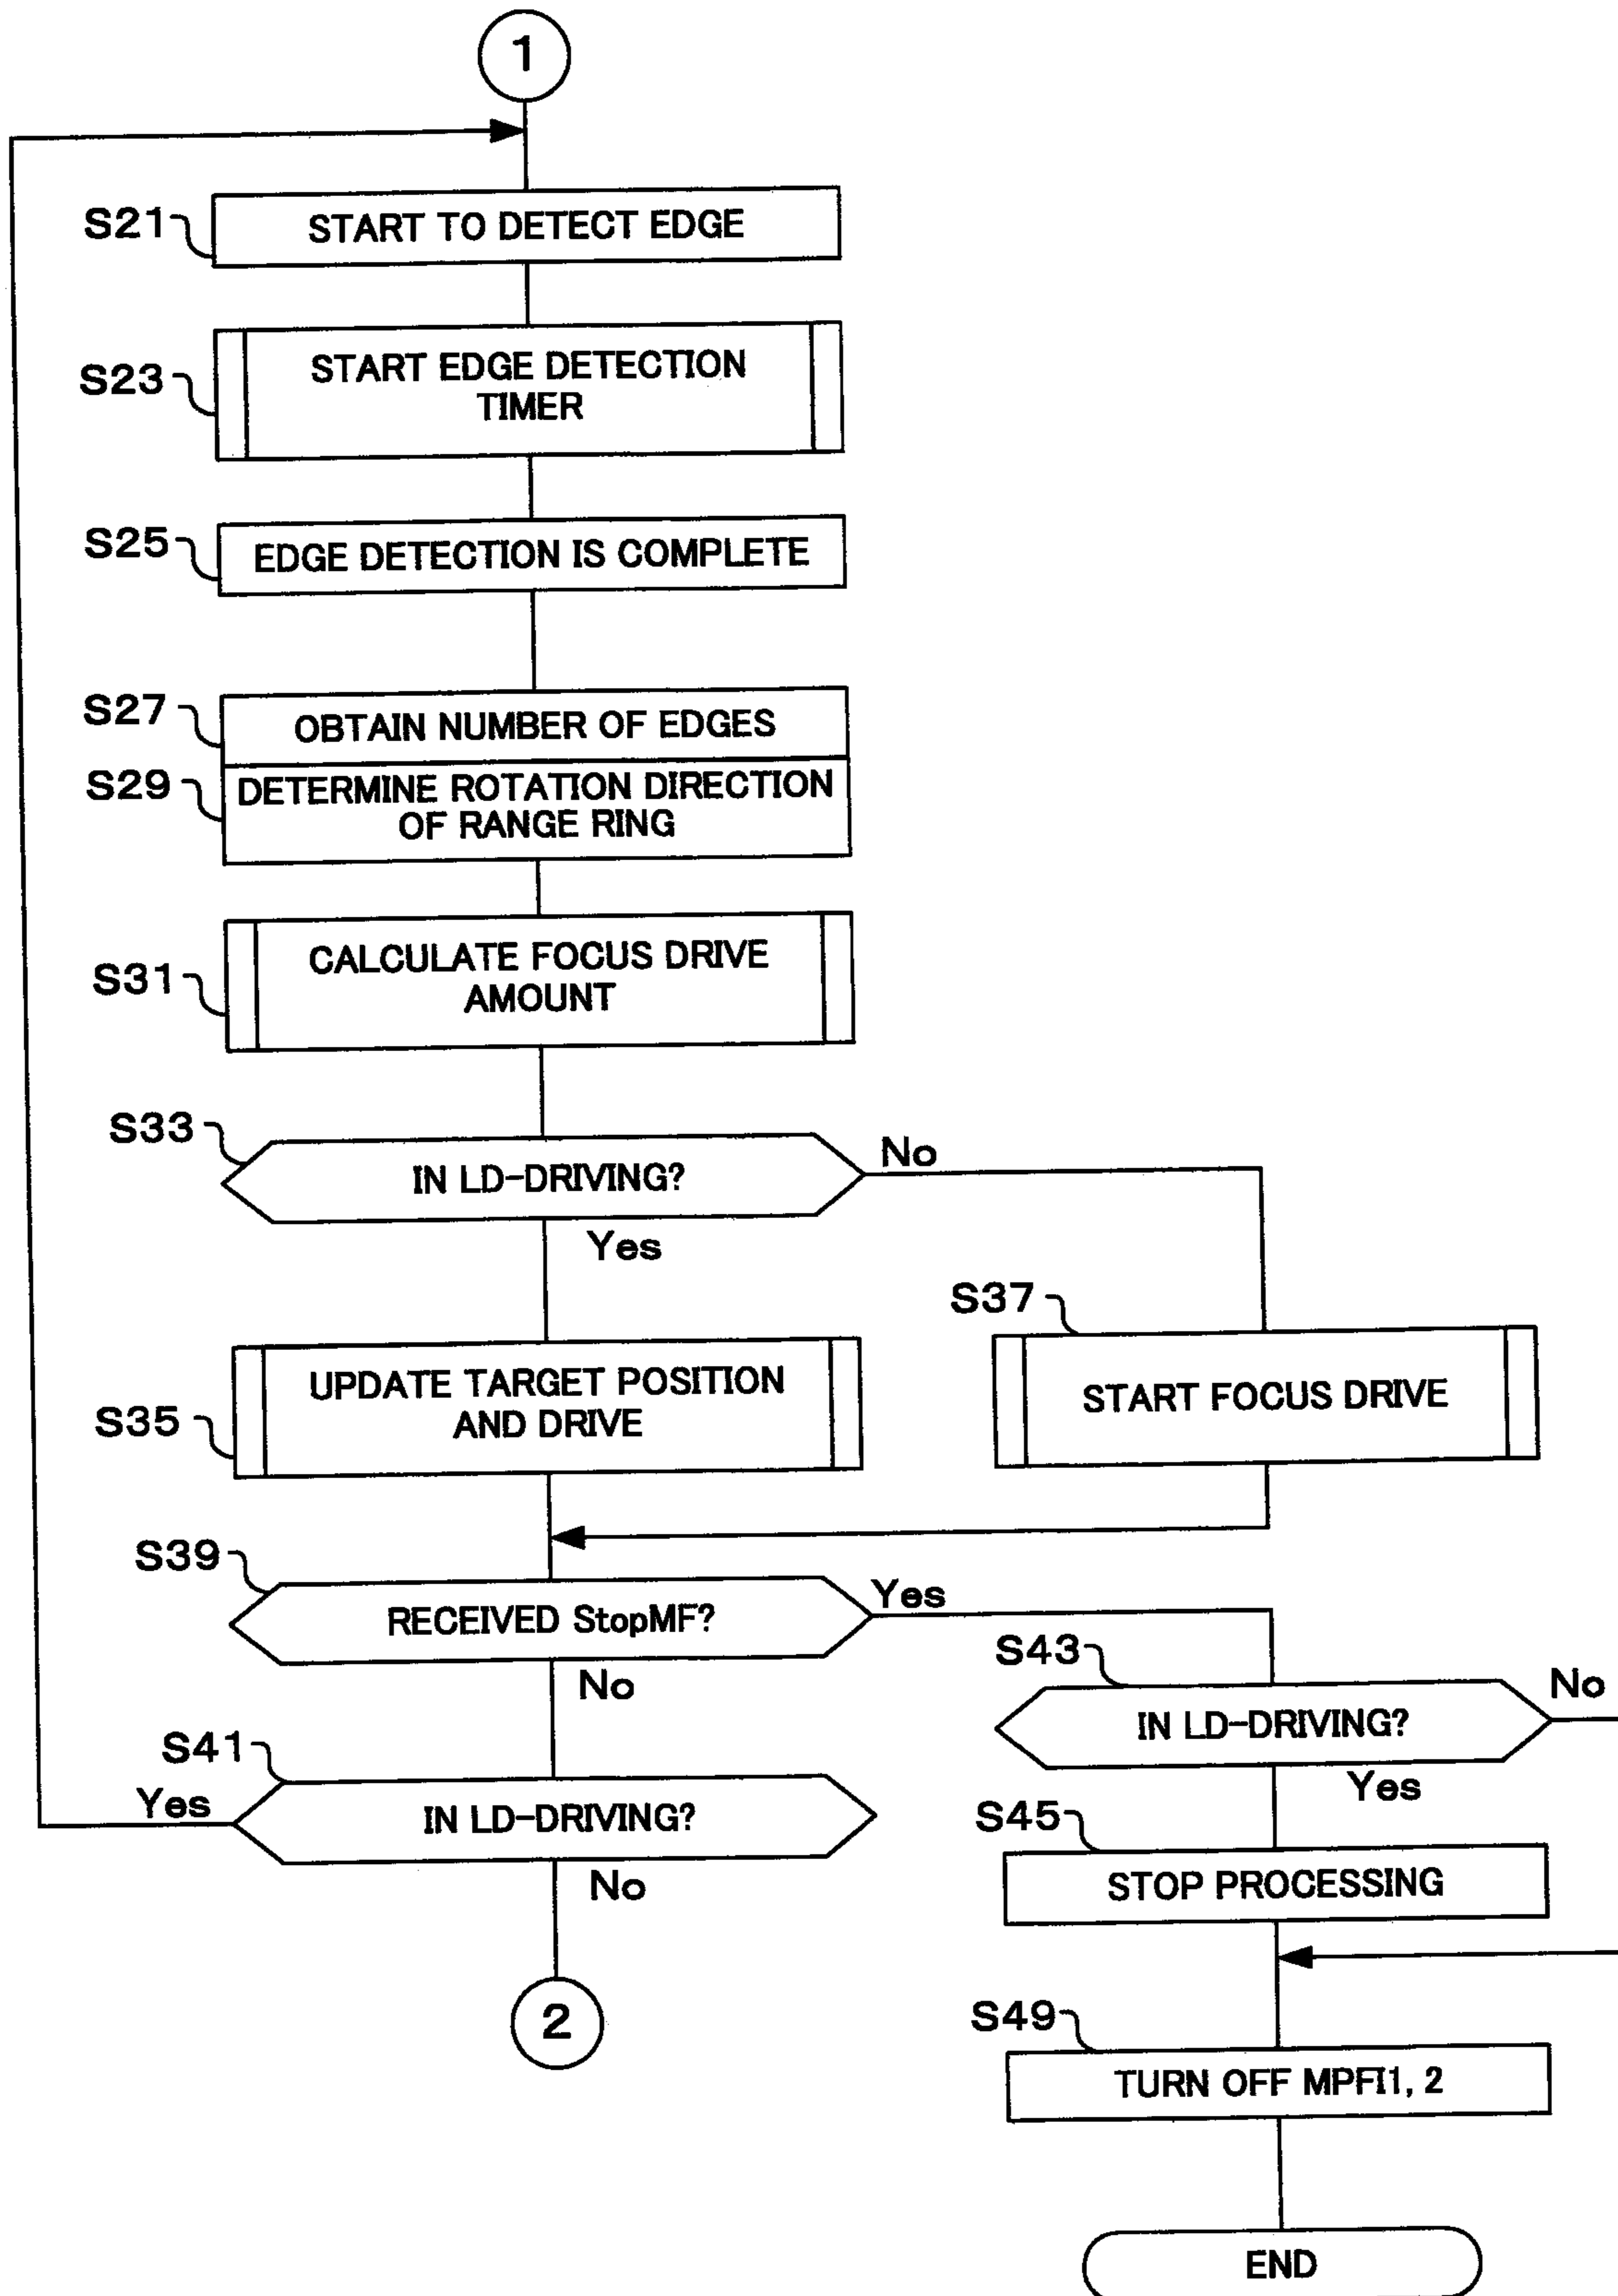 1
S21
START TO DETECT EDGE
S23
START EDGE DETECTION
TIMER
S25
EDGE DETECTION IS COMPLETE
S27
OBTAIN NUMBER OF EDGES
S29
DETERMINE ROTATION DIRECTION
OF RANGE RING
S31
CALCULATE FOCUS DRIVE
AMOUNT
S33
IN LD-DRIVING?
No
Yes
S37
START FOCUS DRIVE
S35
UPDATE TARGET POSITION
AND DRIVE
S39
RECEIVED StopMF?
Yes
No
S43
IN LD-DRIVING?
No
Yes
S41
Yes
IN LD-DRIVING?
No
S45
STOP PROCESSING
2
S49
TURN OFF MPFI1, 2
END